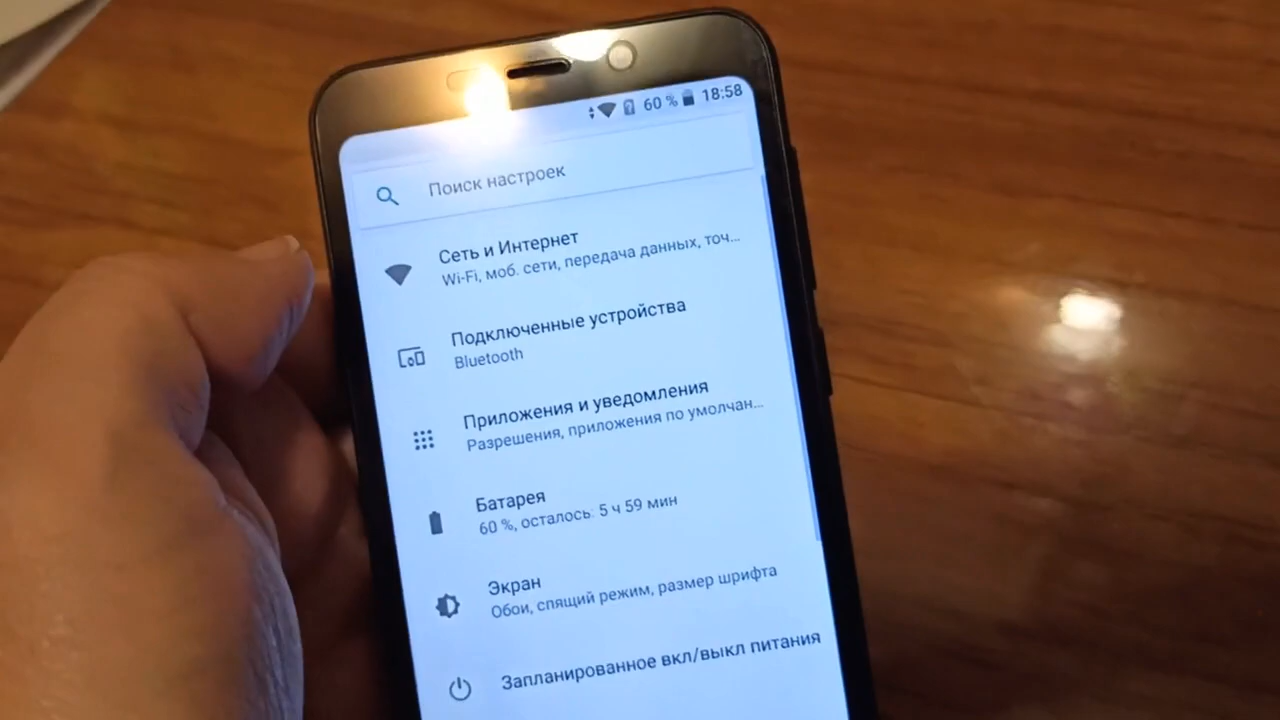 60 % 18:58
Поиск настроек
Сеть и Интернет
Wi-Fi, моб. сети, передача данных, точ...
Подключенные устройства
Bluetooth
Приложения и уведомления
Разрешения, приложения по умолчан...
Батарея
60 %, осталось: 5 ч 59 мин
Экран
Обои, спящий режим, размер шрифта
Запланированное вкл/выкл питания